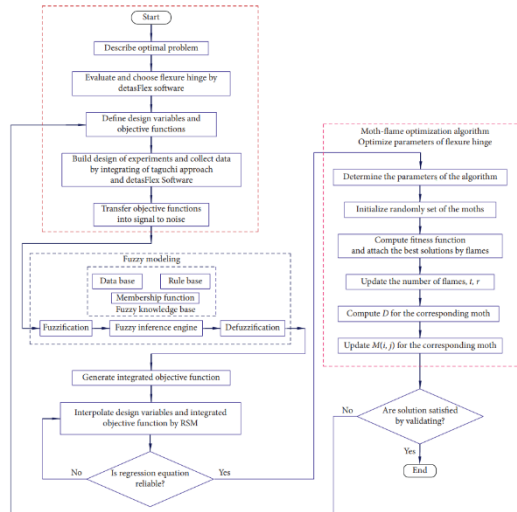 Start
Describe optimal problem
Evaluate and choose flexure hinge by
detasFlex software
Define design variables and
objective functions
Build design of experiments and collect data
by integrating of taguchi approach
and detasFlex Software
Transfer objective functions
into signal to noise
Fuzzy modeling
Data base
Rule base
Membership function
Fuzzy knowledge base
Fuzzification
Fuzzy inference engine
Defuzzification
Generate integrated objective function
Interpolate design variables and integrated
objective function by RSM
No
Is regression equation
reliable?
Yes
Moth-flame optimization algorithm
Optimize parameters of flexure hinge
Determine the parameters of the algorithm
Initialize randomly set of the moths
Compute fitness function
and attach the best solutions by flames
Update the number of flames, t, r
Compute D for the corresponding moth
Update M(i, j) for the corresponding moth
No
Are solution satisfied
by validating?
Yes
End